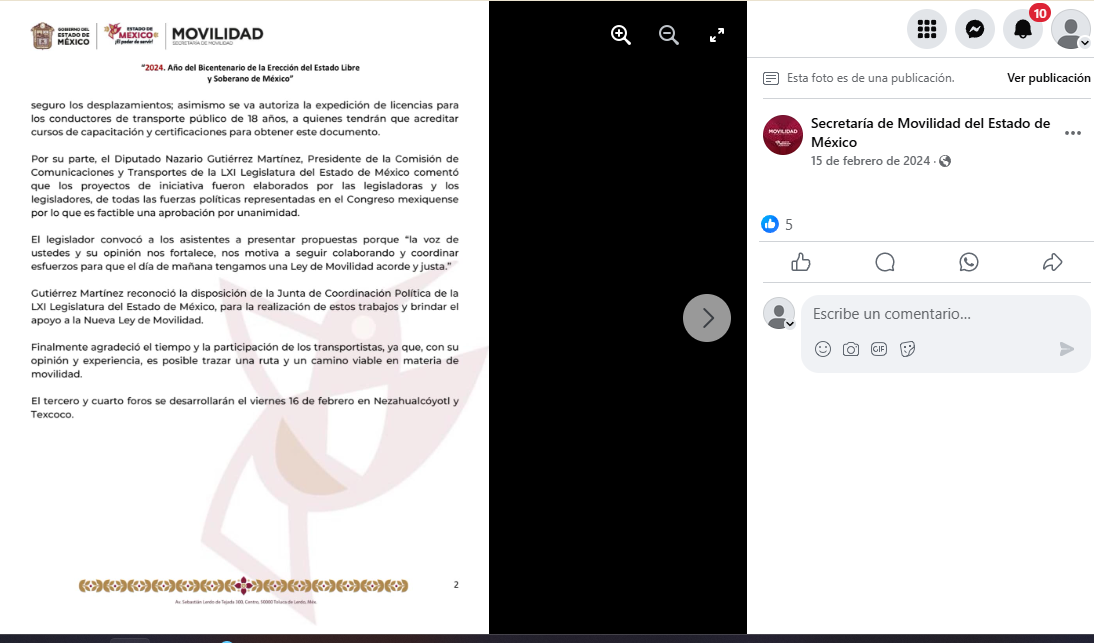 GOBIERNO DEL
ESTADO DE
MÉXICO
ESTADO DE
MÉXICO
¡El poder de servir!
MOVILIDAD
SECRETARÍA DE MOVILIDAD
"2024. Año del Bicentenario de la Erección del Estado Libre
y Soberano de México"
seguro los desplazamientos; asimismo se va autoriza la expedición de licencias para
los conductores de transporte público de 18 años, a quienes tendrán que acreditar
cursos de capacitación y certificaciones para obtener este documento.
Por su parte, el Diputado Nazario Gutiérrez Martínez, Presidente de la Comisión de
Comunicaciones y Transportes de la LXI Legislatura del Estado de México comentó
que los proyectos de iniciativa fueron elaborados por las legisladoras y los
legisladores, de todas las fuerzas políticas representadas en el Congreso mexiquense
por lo que es factible una aprobación por unanimidad.
El legislador convocó a los asistentes a presentar propuestas porque "la voz de
ustedes y su opinión nos fortalece, nos motiva a seguir colaborando y coordinar
esfuerzos para que el día de mañana tengamos una Ley de Movilidad acorde y justa."
Gutiérrez Martínez reconoció la disposición de la Junta de Coordinación Política de la
LXI Legislatura del Estado de México, para la realización de estos trabajos y brindar el
apoyo a la Nueva Ley de Movilidad.
Finalmente agradeció el tiempo y la participación de los transportistas, ya que, con su
opinión y experiencia, es posible trazar una ruta y un camino viable en materia de
movilidad.
El tercero y cuarto foros se desarrollarán el viernes 16 de febrero en Nezahualcóyotl y
Texcoco.
2
Av. Sebastián Lerdo de Tejada 300, Centro, 50000 Toluca de Lerdo, Méx.
10
Esta foto es de una publicación.
Ver publicación
MOVILIDAD
Secretaría de Movilidad del Estado de
México
15 de febrero de 2024 ·
5
Escribe un comentario...
GIF